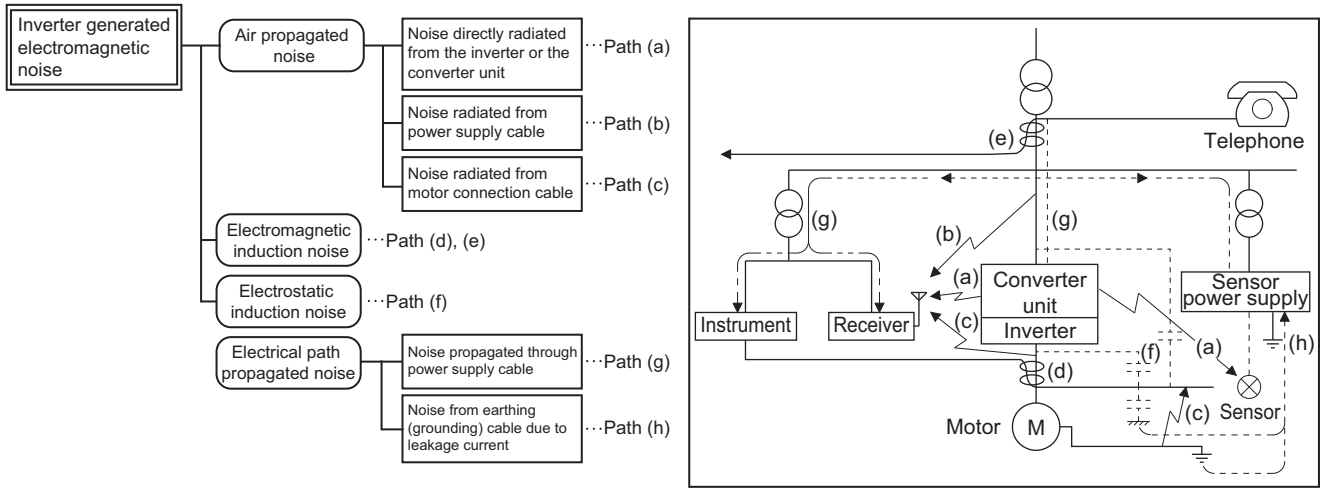 Inverter generated
electromagnetic
noise
Air propagated
noise
Noise directly radiated
from the inverter or the
converter unit
···Path (a)
Noise radiated from
power supply cable
···Path (b)
Noise radiated from
motor connection cable
···Path (c)
Electromagnetic
induction noise
···Path (d), (e)
Electrostatic
induction noise
···Path (f)
Electrical path
propagated noise
Noise propagated through
power supply cable
···Path (g)
Noise from earthing
(grounding) cable due to
leakage current
···Path (h)
Telephone
(e)
(g)
(g)
(b)
(a)
Converter
unit
Inverter
Sensor
power supply
Instrument
Receiver
(c)
(f)
(a)
(h)
(d)
Sensor
(c)
Motor
M